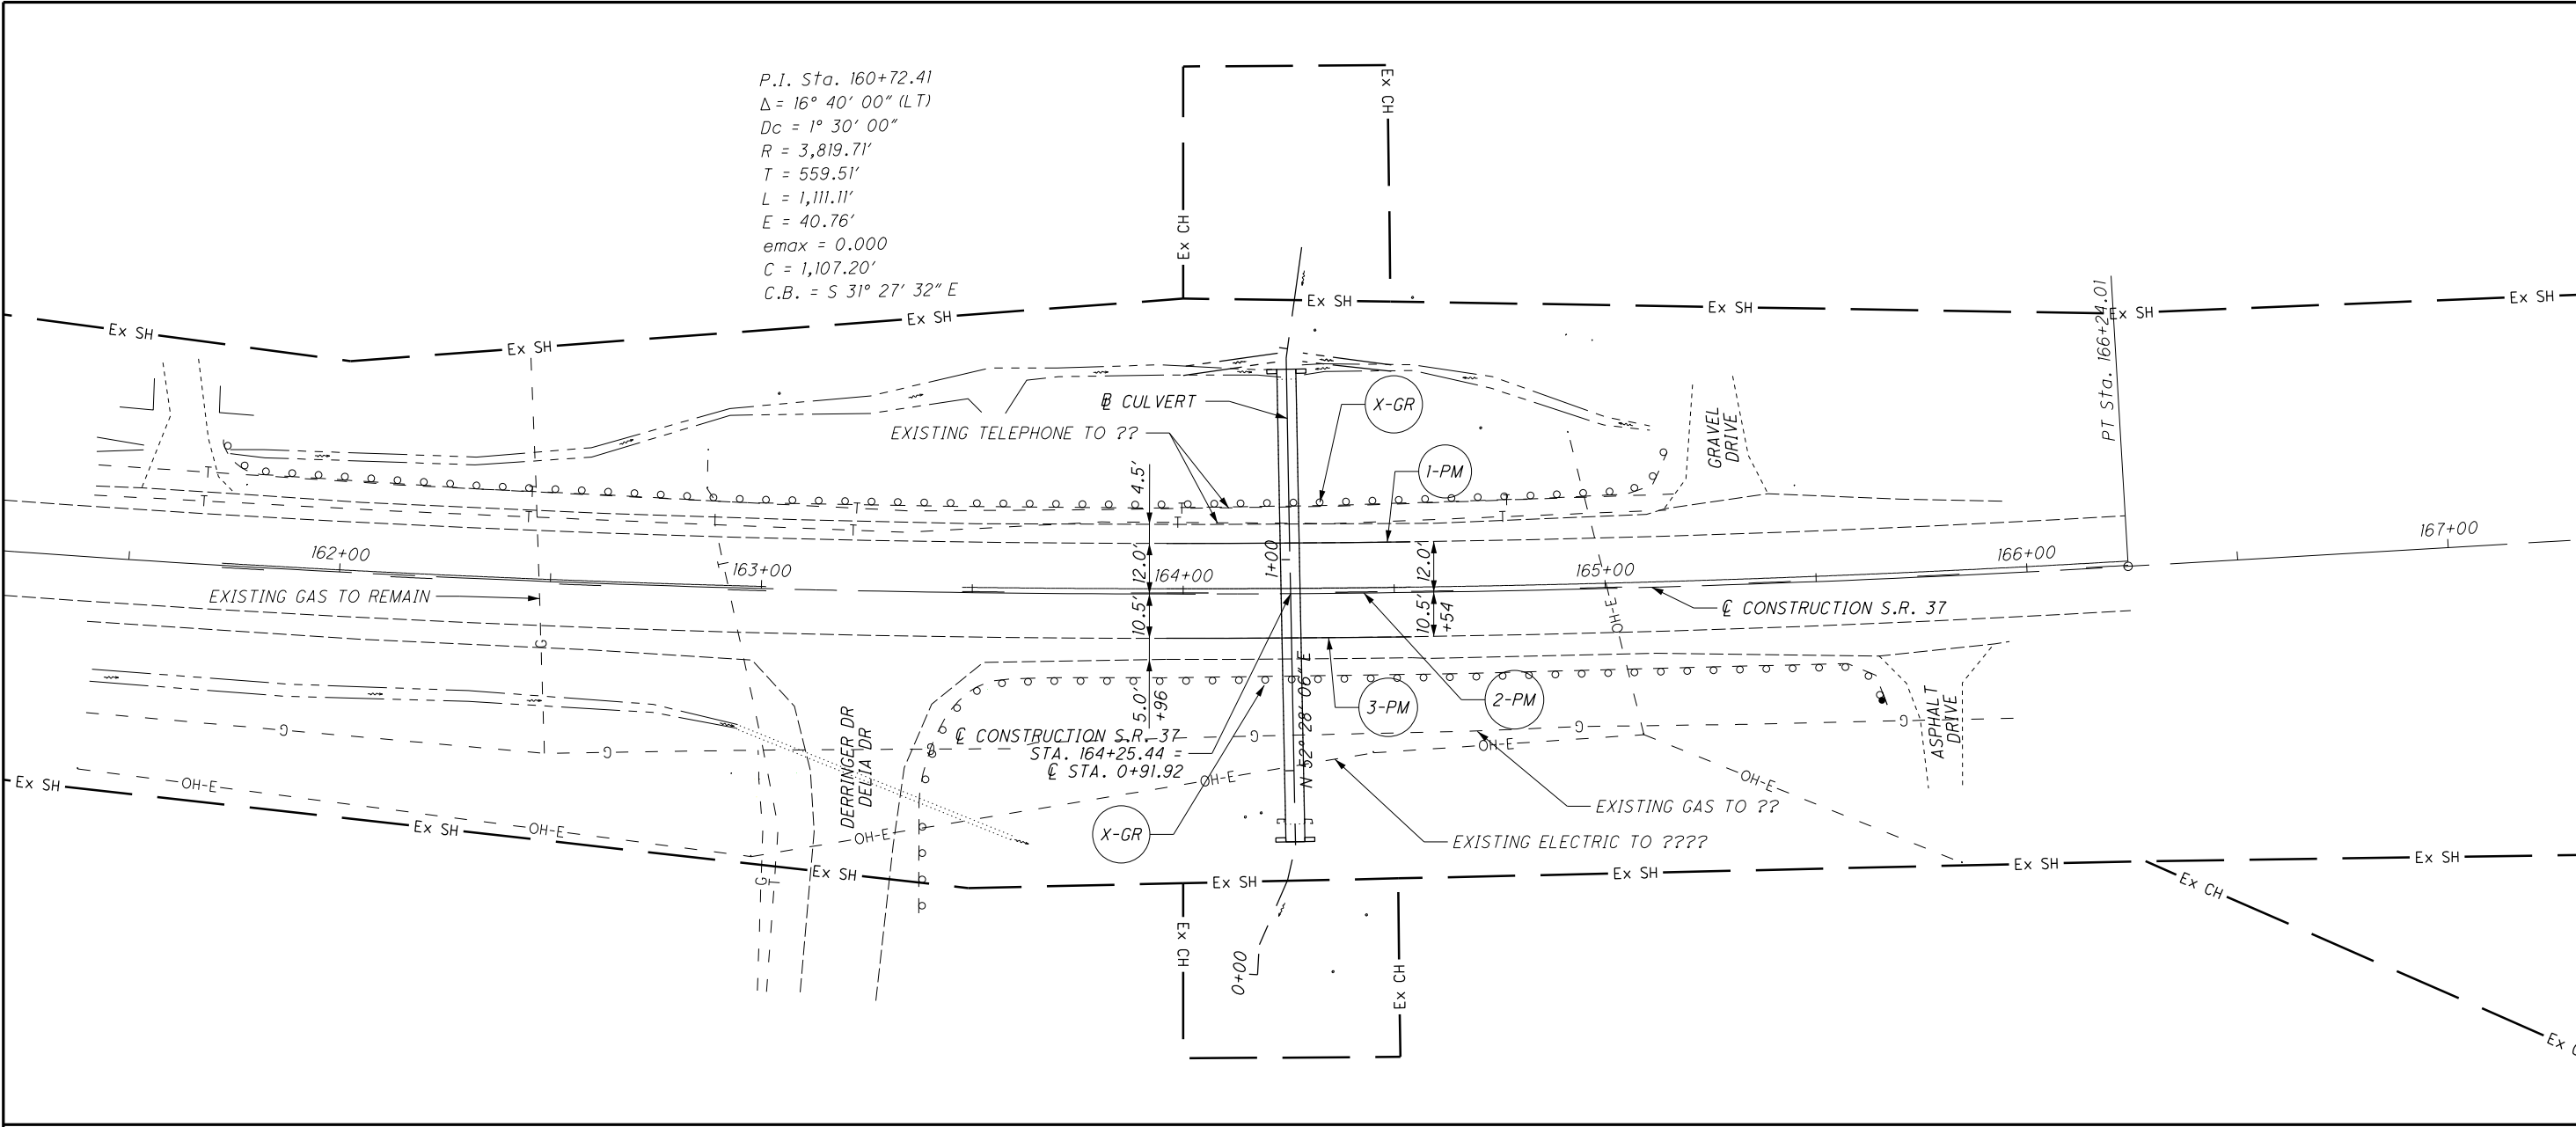 P.I. Sta. 160+72.41
Δ = 16° 40' 00" (LT)
Dc = 1° 30' 00"
R = 3,819.71'
T = 559.51'
L = 1,111.11'
E = 40.76'
emax = 0.000
C = 1,107.20'
C.B. = S 31° 27' 32" E
Ex CH
Ex CH
Ex SH
Ex SH
Ex SH
Ex SH
Ex SH
Ex SH
Ex SH
PT Sta. 166+24.01
℄ CULVERT
X-GR
EXISTING TELEPHONE TO ??
1-PM
GRAVEL
DRIVE
4.5'
T
T
T
T
T
T
T
T
T
T
162+00
163+00
164+00
165+00
166+00
167+00
12.0'
12.0'
1+00
EXISTING GAS TO REMAIN
10.5'
10.5'
+54
OH-E
℄ CONSTRUCTION S.R. 37
G
5.0'
+96
N 52° 28' 06" E
3-PM
2-PM
ASPHALT
DRIVE
DERRINGER DR
DELIA DR
℄ CONSTRUCTION S.R. 37
STA. 164+25.44 =
℄ STA. 0+91.92
G
G
G
G
G
G
OH-E
OH-E
OH-E
OH-E
OH-E
OH-E
EXISTING GAS TO ??
EXISTING ELECTRIC TO ????
X-GR
Ex SH
Ex SH
Ex SH
Ex SH
Ex SH
Ex SH
Ex SH
G
T
Ex CH
Ex CH
Ex CH
0+00